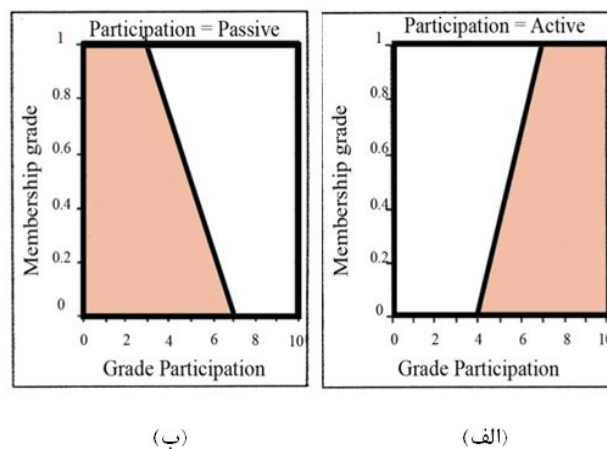 Participation = Passive
1
0.8
0.6
0.4
0.2
0
Membership grade
0 2 4 6 8 10
Grade Participation
(ب)
Participation = Active
1
0.8
0.6
0.4
0.2
0
Membership grade
0 2 4 6 8 10
Grade Participation
(الف)